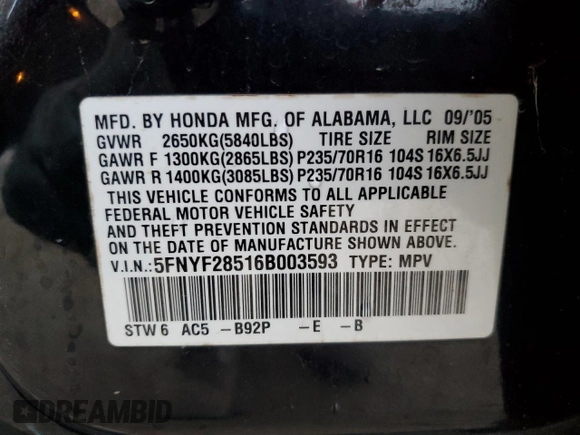 MFD. BY HONDA MFG. OF ALABAMA, LLC 09/'05
GVWR 2650KG(5840LBS) TIRE SIZE RIM SIZE
GAWR F 1300KG(2865LBS) P235/70R16 104S 16X6.5JJ
GAWR R 1400KG(3085LBS) P235/70R16 104S 16X6.5JJ
THIS VEHICLE CONFORMS TO ALL APPLICABLE
FEDERAL MOTOR VEHICLE SAFETY
AND THEFT PREVENTION STANDARDS IN EFFECT
ON THE DATE OF MANUFACTURE SHOWN ABOVE.
V.I.N.: 5FNYF28516B003593 TYPE: MPV
STW6 AC5 -B92P -E -B
DREAMBID